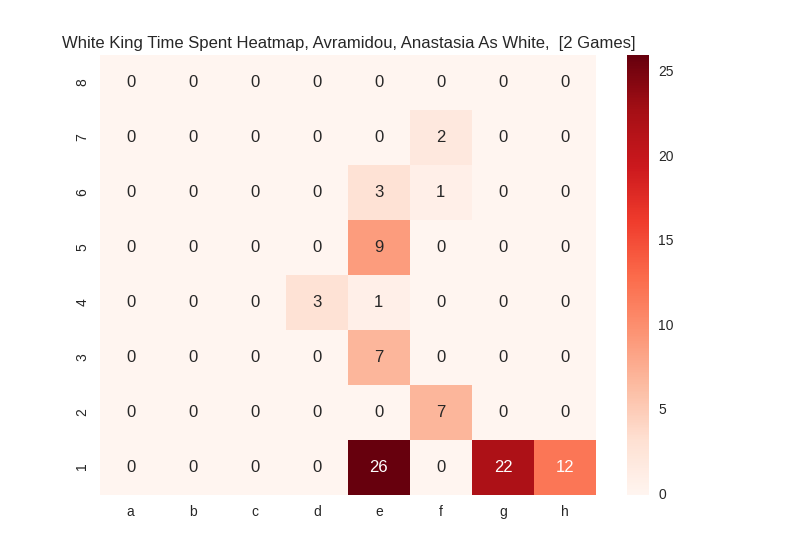 White King Time Spent Heatmap, Avramidou, Anastasia As White,  [2 Games]
8 0 0 0 0 0 0 0 0
7 0 0 0 0 0 2 0 0
6 0 0 0 0 3 1 0 0
5 0 0 0 0 9 0 0 0
4 0 0 0 3 1 0 0 0
3 0 0 0 0 7 0 0 0
2 0 0 0 0 0 7 0 0
1 0 0 0 0 26 0 22 12
a b c d e f g h
25
20
15
10
5
0